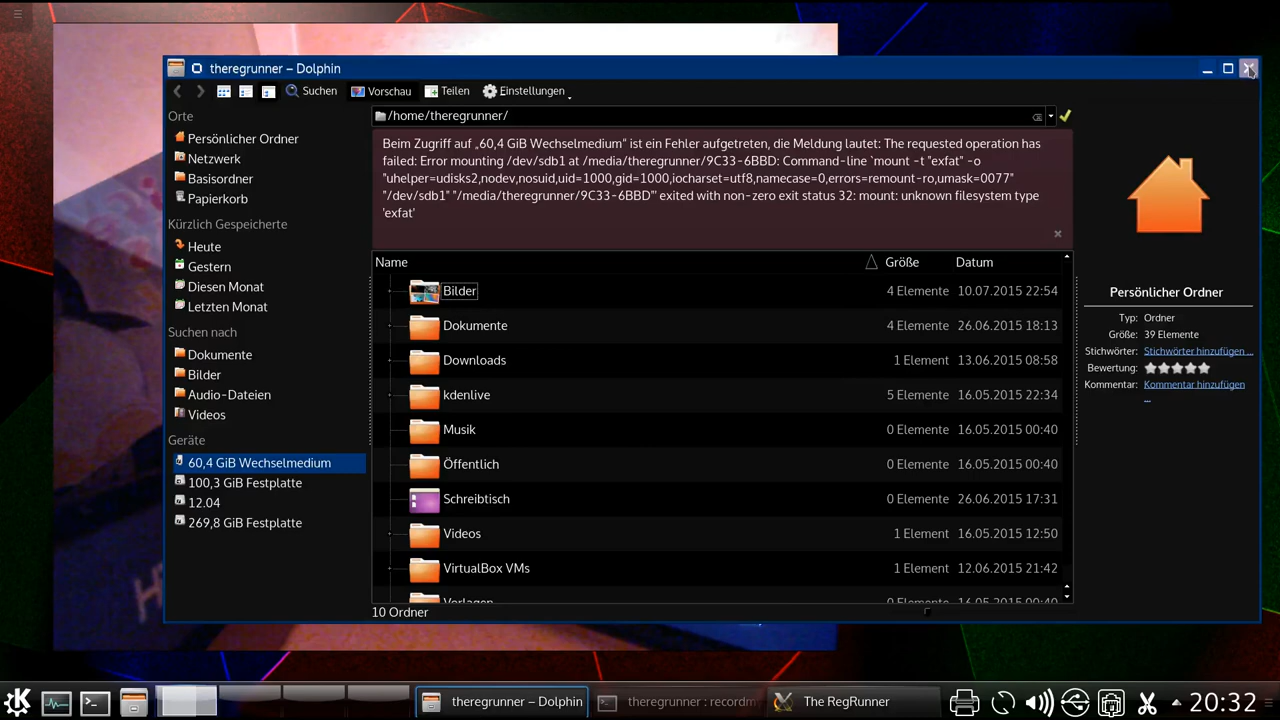 theregrunner – Dolphin
Suchen
Vorschau
Teilen
Einstellungen
Orte
Persönlicher Ordner
Netzwerk
Basisordner
Papierkorb
Kürzlich Gespeicherte
Heute
Gestern
Diesen Monat
Letzten Monat
Suchen nach
Dokumente
Bilder
Audio-Dateien
Videos
Geräte
60,4 GiB Wechselmedium
100,3 GiB Festplatte
12.04
269,8 GiB Festplatte
/home/theregrunner/
Beim Zugriff auf „60,4 GiB Wechselmedium“ ist ein Fehler aufgetreten, die Meldung lautet: The requested operation has
failed: Error mounting /dev/sdb1 at /media/theregrunner/9C33-6BBD: Command-line `mount -t "exfat" -o
"uhelper=udisks2,nodev,nosuid,uid=1000,gid=1000,iocharset=utf8,namecase=0,errors=remount-ro,umask=0077"
"/dev/sdb1" "/media/theregrunner/9C33-6BBD"' exited with non-zero exit status 32: mount: unknown filesystem type
'exfat'
Name Größe Datum
Bilder 4 Elemente 10.07.2015 22:54
Dokumente 4 Elemente 26.06.2015 18:13
Downloads 1 Element 13.06.2015 08:58
kdenlive 5 Elemente 16.05.2015 22:34
Musik 0 Elemente 16.05.2015 00:40
Öffentlich 0 Elemente 16.05.2015 00:40
Schreibtisch 0 Elemente 26.06.2015 17:31
Videos 1 Element 16.05.2015 12:50
VirtualBox VMs 1 Element 12.06.2015 21:42
Vorlagen 0 Elemente 16.05.2015 00:40
10 Ordner
Persönlicher Ordner
Typ: Ordner
Größe: 39 Elemente
Stichwörter: Stichwörter hinzufügen ...
Bewertung:
Kommentar: Kommentar hinzufügen
...
theregrunner – Dolphin
theregrunner : recordm
The RegRunner
20:32